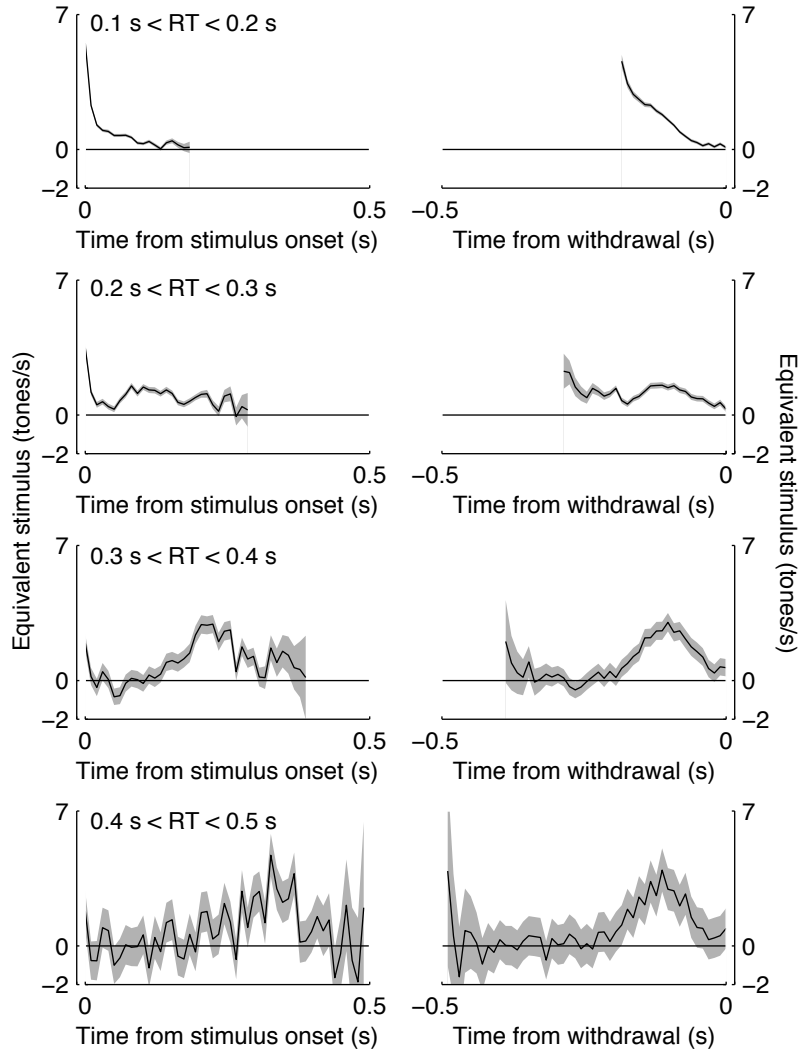 7
0.1 s < RT < 0.2 s
0
−2
0
0.5
Time from stimulus onset (s)
7
0
−2
−0.5
0
Time from withdrawal (s)
7
0.2 s < RT < 0.3 s
0
−2
0
0.5
Time from stimulus onset (s)
7
0
−2
−0.5
0
Time from withdrawal (s)
Equivalent stimulus (tones/s)
Equivalent stimulus (tones/s)
7
0.3 s < RT < 0.4 s
0
−2
0
0.5
Time from stimulus onset (s)
7
0
−2
−0.5
0
Time from withdrawal (s)
7
0.4 s < RT < 0.5 s
0
−2
0
0.5
Time from stimulus onset (s)
7
0
−2
−0.5
0
Time from withdrawal (s)